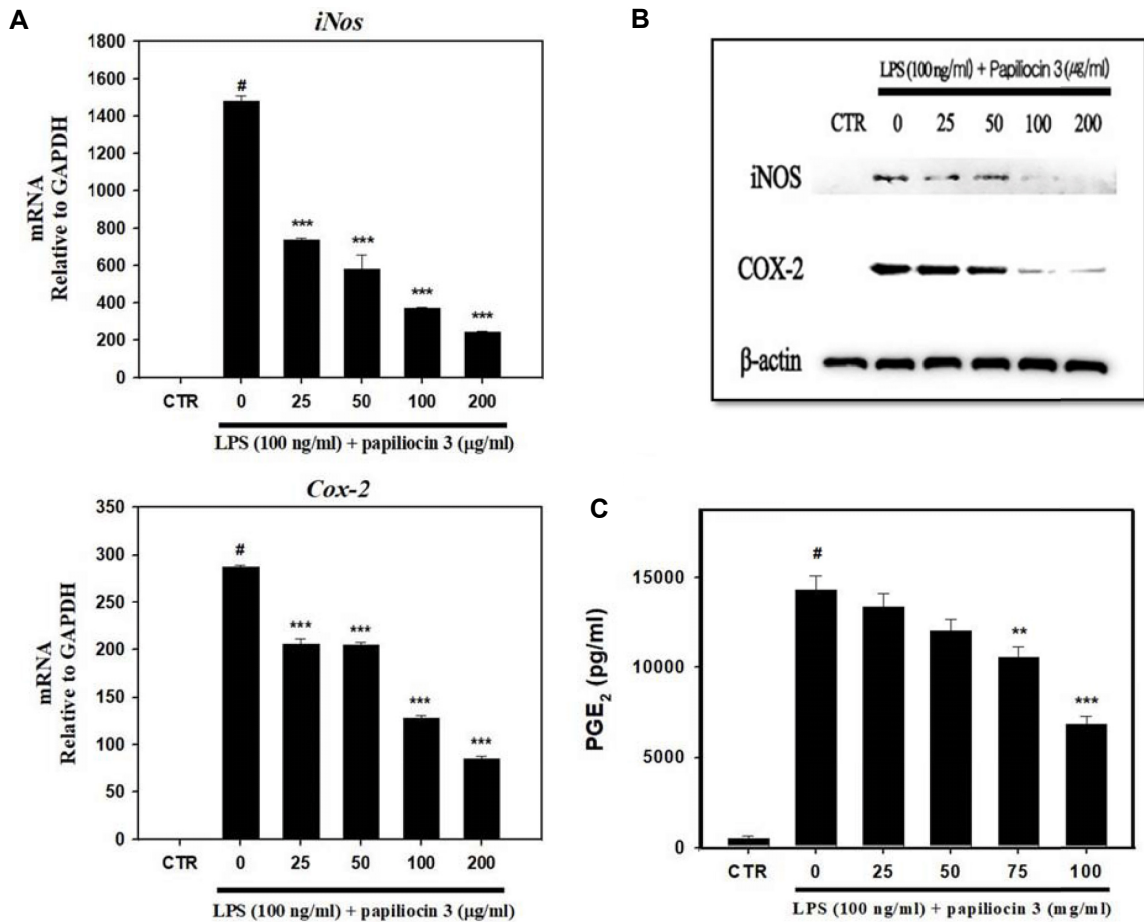 A
iNos
1800
1600
1400
1200
1000
800
600
400
200
0
mRNA
Relative to GAPDH
#
***
***
***
***
CTR 0 25 50 100 200
LPS (100 ng/ml) + papiliocin 3 (μg/ml)
Cox-2
350
300
250
200
150
100
50
0
mRNA
Relative to GAPDH
#
***
***
***
***
CTR 0 25 50 100 200
LPS (100 ng/ml) + papiliocin 3 (μg/ml)
B
LPS (100 ng/ml) + Papiliocin 3 (㎍/ml)
CTR 0 25 50 100 200
iNOS
COX-2
β-actin
C
15000
10000
5000
0
PGE₂ (pg/ml)
#
**
***
CTR 0 25 50 75 100
LPS (100 ng/ml) + papiliocin 3 (mg/ml)